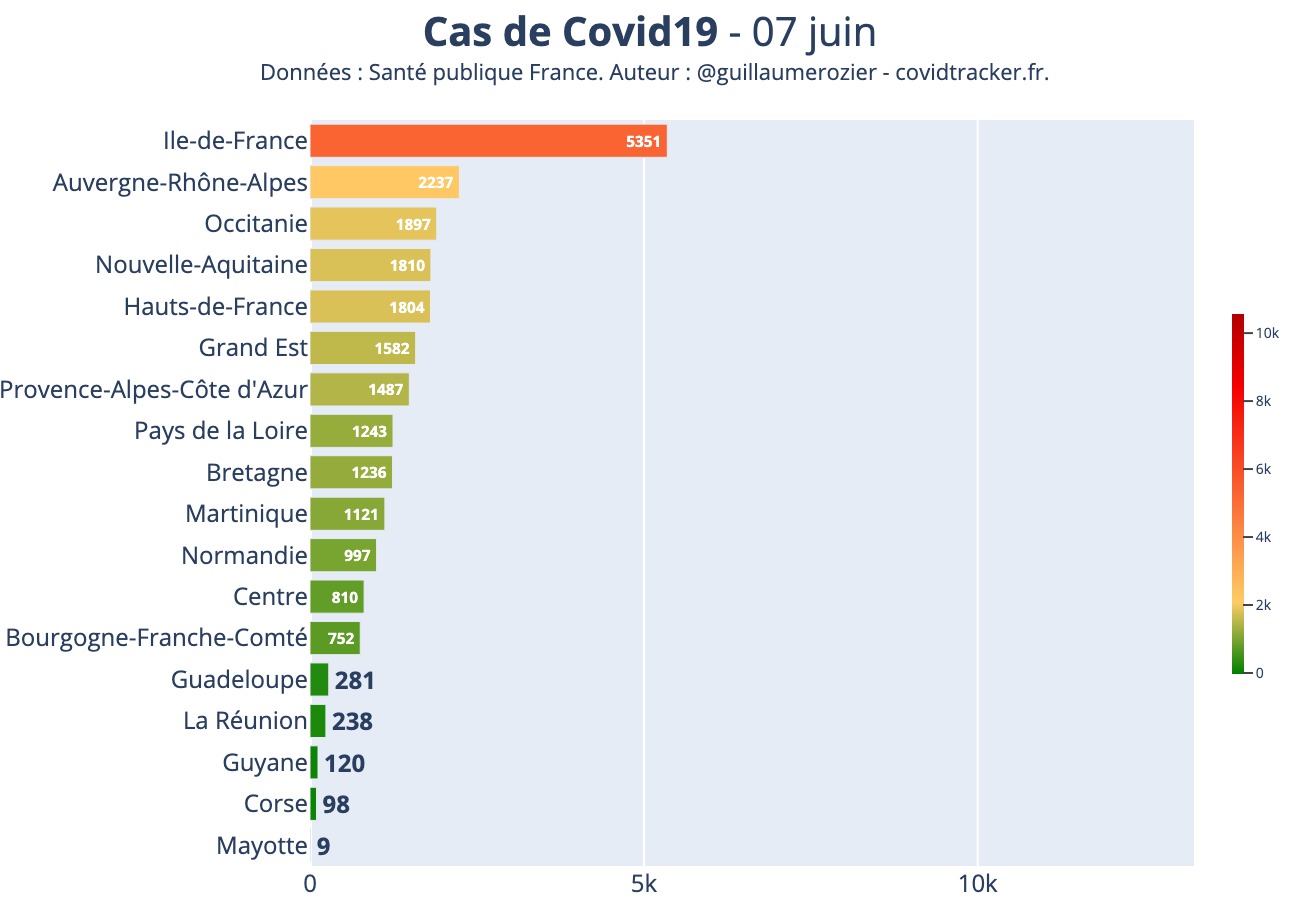 Cas de Covid19 - 07 juin
Données : Santé publique France. Auteur : @guillaumerozier - covidtracker.fr.
Ile-de-France 5351
Auvergne-Rhône-Alpes 2237
Occitanie 1897
Nouvelle-Aquitaine 1810
Hauts-de-France 1804
Grand Est 1582
Provence-Alpes-Côte d'Azur 1487
Pays de la Loire 1243
Bretagne 1236
Martinique 1121
Normandie 997
Centre 810
Bourgogne-Franche-Comté 752
Guadeloupe 281
La Réunion 238
Guyane 120
Corse 98
Mayotte 9
0 5k 10k
10k
8k
6k
4k
2k
0